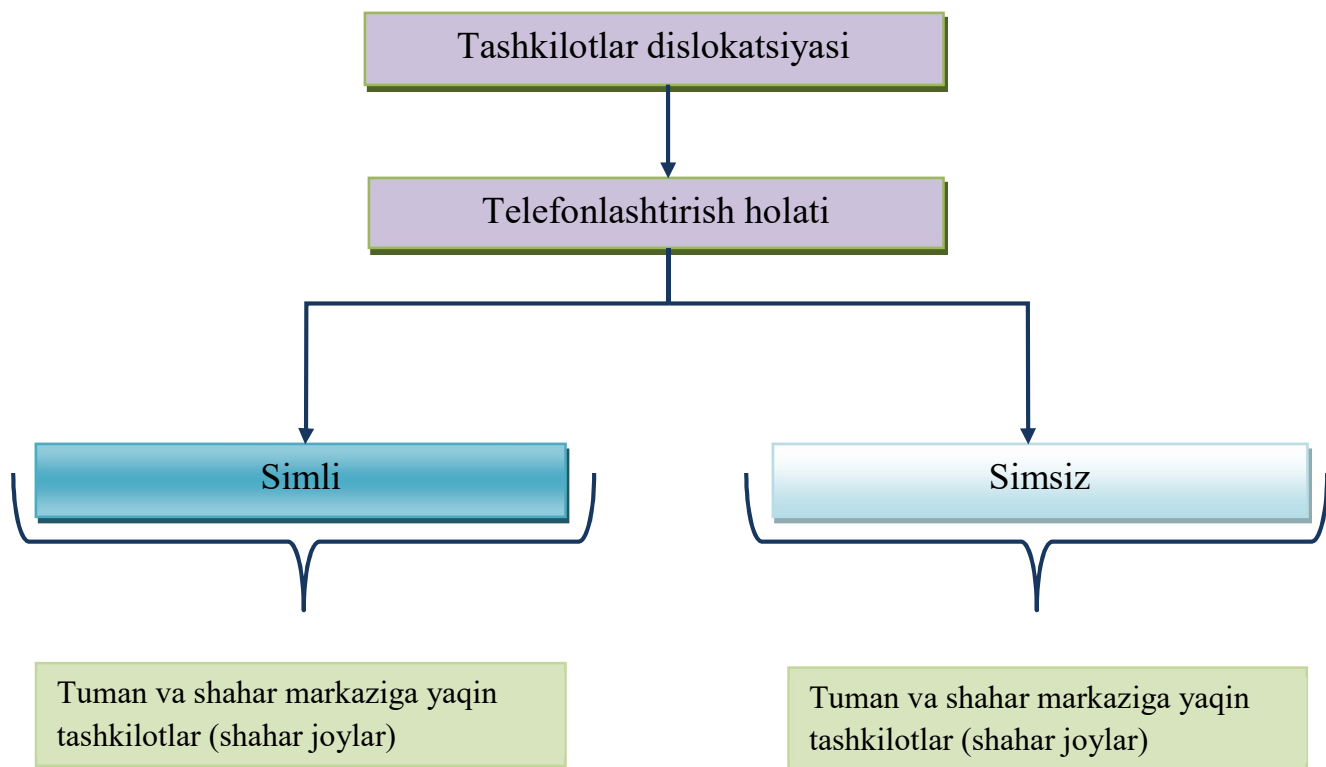 Tashkilotlar dislokatsiyasi
Telefonlashtirish holati
Simli
Simsiz
Tuman va shahar markaziga yaqin
tashkilotlar (shahar joylar)
Tuman va shahar markaziga yaqin
tashkilotlar (shahar joylar)